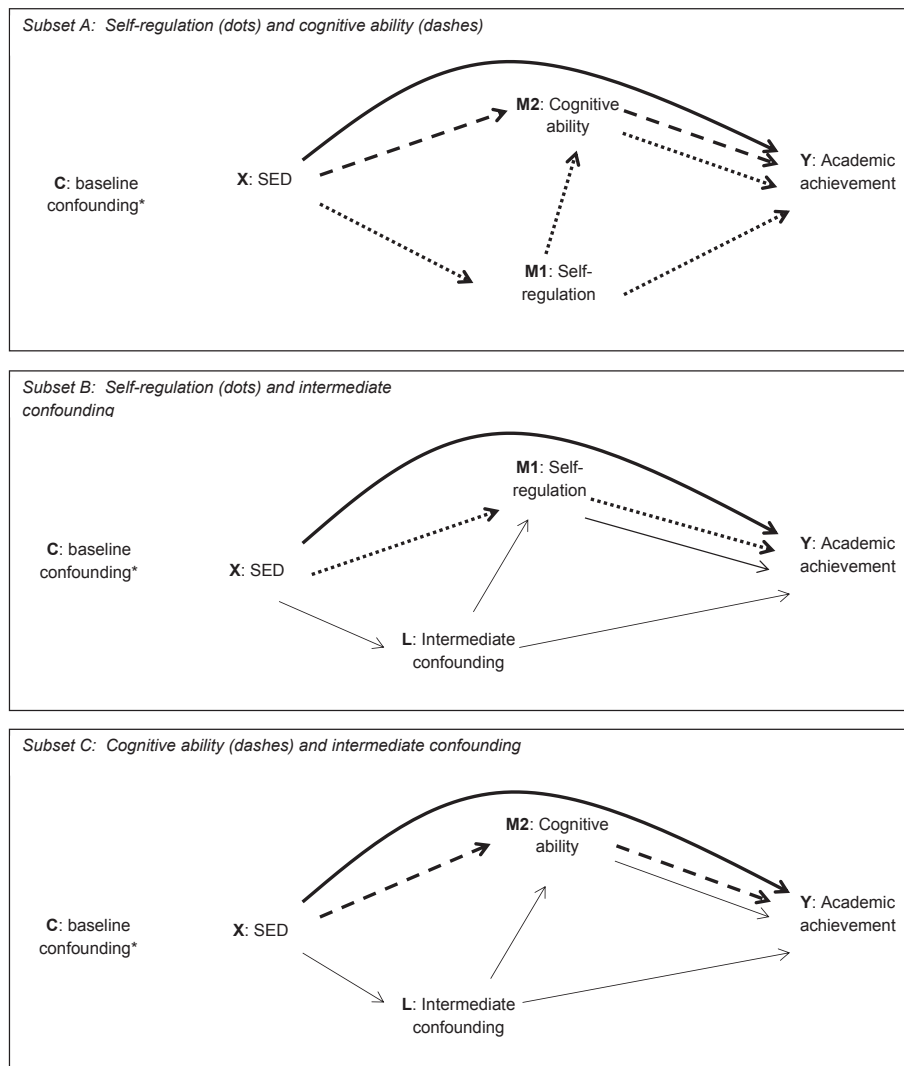 Subset A: Self-regulation (dots) and cognitive ability (dashes)
M2: Cognitive
ability
Y: Academic
achievement
X: SED
C: baseline
confounding*
M1: Self-
regulation
Subset B: Self-regulation (dots) and intermediate
confounding
M1: Self-
regulation
Y: Academic
achievement
C: baseline
confounding*
X: SED
L: Intermediate
confounding
Subset C: Cognitive ability (dashes) and intermediate confounding
M2: Cognitive
ability
Y: Academic
achievement
C: baseline
confounding*
X: SED
L: Intermediate
confounding